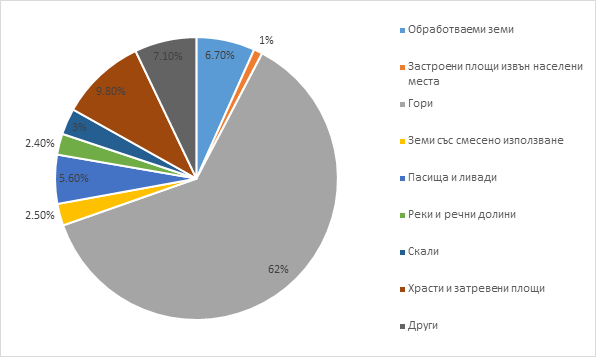 1%
7.10%
6.70%
9.80%
3%
2.40%
5.60%
2.50%
62%
Обработваеми земи
Застроени площи извън населени
места
Гори
Земи със смесено използване
Пасища и ливади
Реки и речни долини
Скали
Храсти и затревени площи
Други